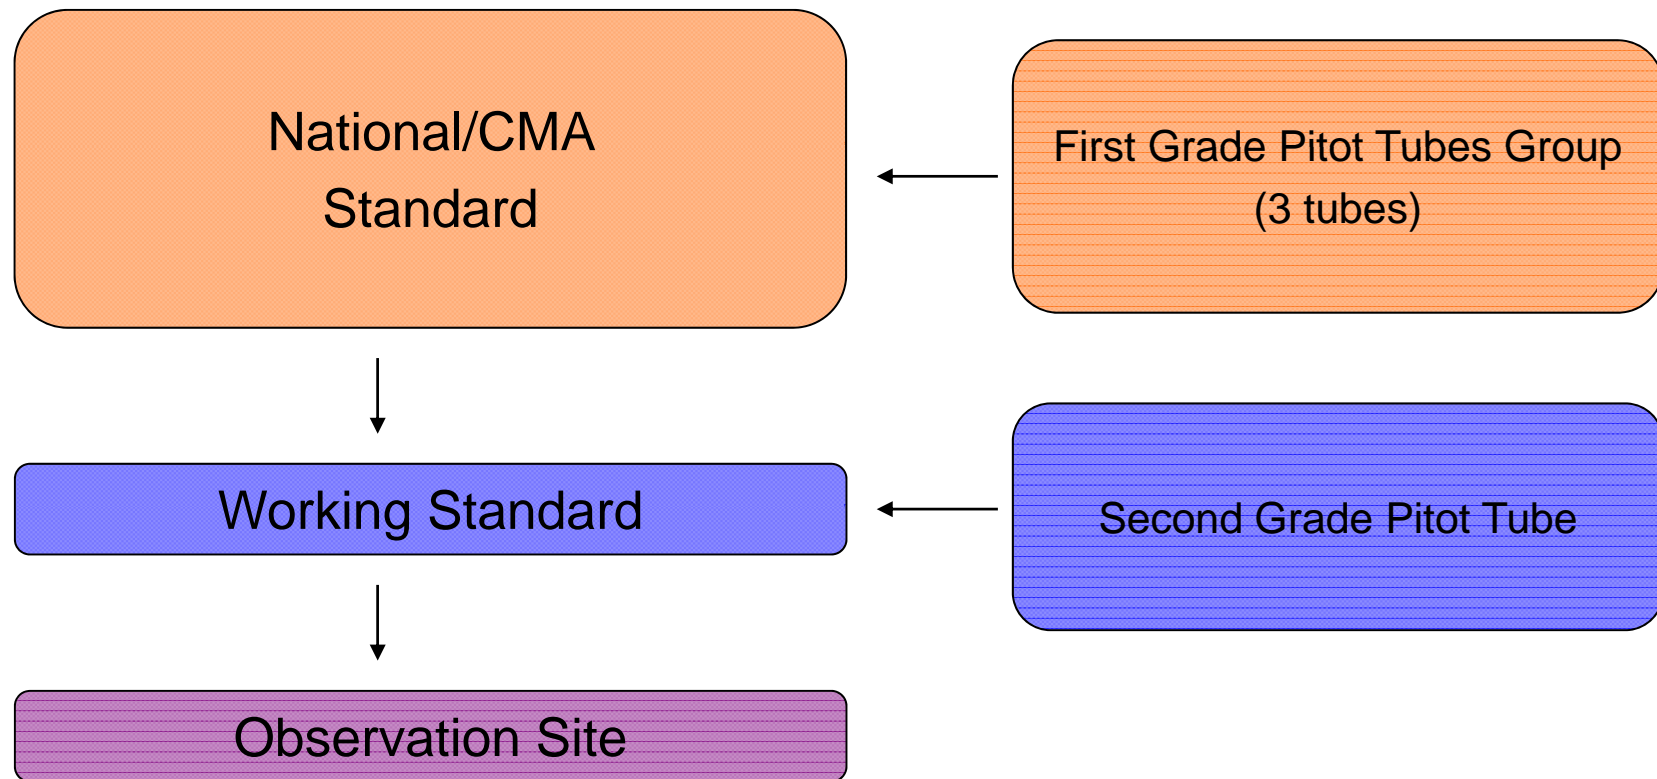 National/CMA
Standard
First Grade Pitot Tubes Group
(3 tubes)
Working Standard
Second Grade Pitot Tube
Observation Site